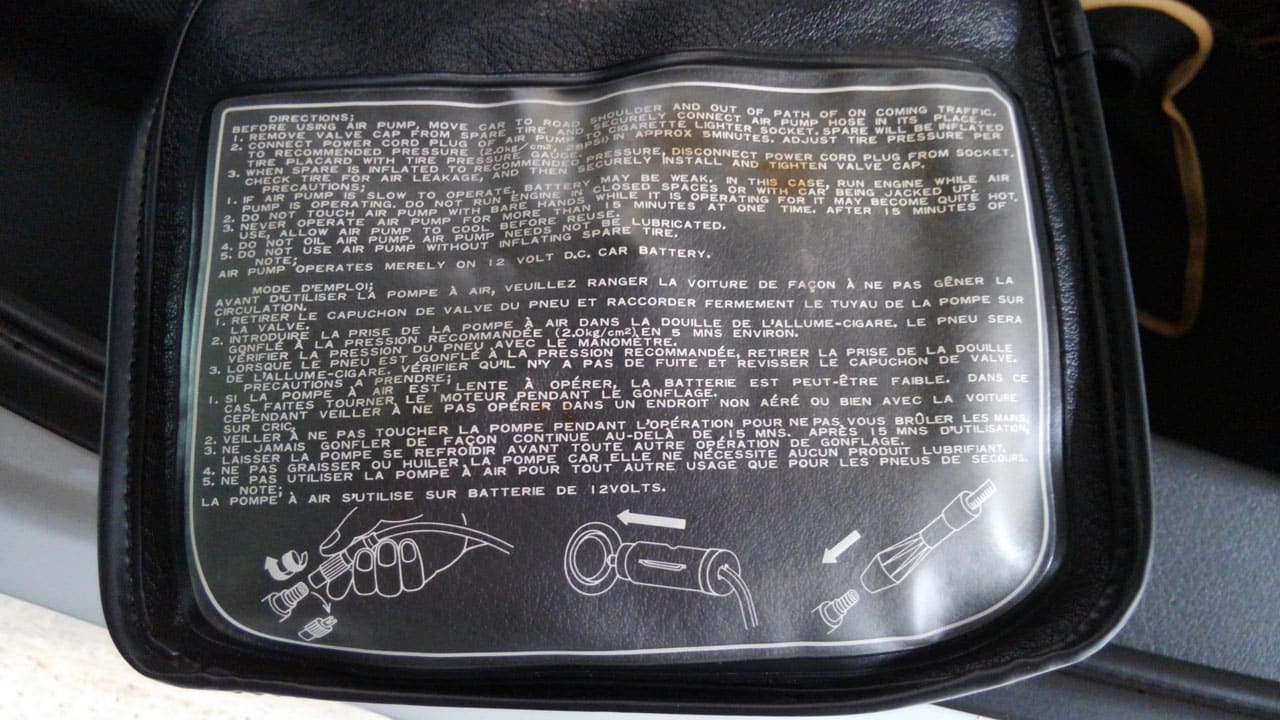 DIRECTIONS;
BEFORE USING AIR PUMP, MOVE CAR TO ROAD SHOULDER AND OUT OF PATH OF ON COMING TRAFFIC.
1. REMOVE VALVE CAP FROM SPARE TIRE AND SECURELY CONNECT AIR PUMP HOSE IN ITS PLACE.
2. CONNECT POWER CORD PLUG OF AIR PUMP TO CIGARETTE LIGHTER SOCKET. SPARE WILL BE INFLATED
TO RECOMMENDED PRESSURE (2.0kg/cm², 28PSI) IN APPROX 5MINUTES. ADJUST TIRE PRESSURE PER
TIRE PLACARD WITH TIRE PRESSURE GAUGE.
3. WHEN SPARE IS INFLATED TO RECOMMENDED PRESSURE, DISCONNECT POWER CORD PLUG FROM SOCKET,
CHECK TIRE FOR AIR LEAKAGE, AND THEN SECURELY INSTALL AND TIGHTEN VALVE CAP.
PRECAUTIONS;
1. IF AIR PUMP IS SLOW TO OPERATE, BATTERY MAY BE WEAK. IN THIS CASE, RUN ENGINE WHILE AIR
PUMP IS OPERATING. DO NOT RUN ENGINE IN CLOSED SPACES OR WITH CAR BEING JACKED UP.
2. DO NOT TOUCH AIR PUMP WITH BARE HANDS WHILE IT IS OPERATING FOR IT MAY BECOME QUITE HOT.
3. NEVER OPERATE AIR PUMP FOR MORE THAN 15 MINUTES AT ONE TIME. AFTER 15 MINUTES OF
USE, ALLOW AIR PUMP TO COOL BEFORE REUSE.
4. DO NOT OIL AIR PUMP. AIR PUMP NEEDS NOT BE LUBRICATED.
5. DO NOT USE AIR PUMP WITHOUT INFLATING SPARE TIRE.
NOTE;
AIR PUMP OPERATES MERELY ON 12 VOLT D.C. CAR BATTERY.
MODE D'EMPLOI;
AVANT D'UTILISER LA POMPE À AIR, VEUILLEZ RANGER LA VOITURE DE FAÇON À NE PAS GÊNER LA
CIRCULATION.
1. RETIRER LE CAPUCHON DE VALVE DU PNEU ET RACCORDER FERMEMENT LE TUYAU DE LA POMPE SUR
LA VALVE.
2. INTRODUIRE LA PRISE DE LA POMPE À AIR DANS LA DOUILLE DE L'ALLUME-CIGARE. LE PNEU SERA
GONFLÉ À LA PRESSION RECOMMANDÉE (2.0kg/cm²) EN 5 MNS ENVIRON.
VÉRIFIER LA PRESSION DU PNEU AVEC LE MANOMÈTRE.
3. LORSQUE LE PNEU EST GONFLÉ À LA PRESSION RECOMMANDÉE, RETIRER LA PRISE DE LA DOUILLE
DE L'ALLUME-CIGARE. VÉRIFIER QU'IL N'Y A PAS DE FUITE ET REVISSER LE CAPUCHON DE VALVE.
PRÉCAUTIONS A PRENDRE;
1. SI LA POMPE À AIR EST LENTE À OPÉRER, LA BATTERIE EST PEUT-ÊTRE FAIBLE. DANS CE
CAS, FAITES TOURNER LE MOTEUR PENDANT LE GONFLAGE.
CEPENDANT VEILLER À NE PAS OPÉRER DANS UN ENDROIT NON AÉRÉ OU BIEN AVEC LA VOITURE
SUR CRIC.
2. VEILLER À NE PAS TOUCHER LA POMPE PENDANT L'OPÉRATION POUR NE PAS VOUS BRÛLER LES MAINS.
3. NE JAMAIS GONFLER DE FAÇON CONTINUE AU-DELÀ DE 15 MNS. APRÈS 15 MNS D'UTILISATION,
LAISSER LA POMPE SE REFROIDIR AVANT TOUTE AUTRE OPÉRATION DE GONFLAGE.
4. NE PAS GRAISSER OU HUILER LA POMPE CAR ELLE NE NÉCESSITE AUCUN PRODUIT LUBRIFIANT.
5. NE PAS UTILISER LA POMPE À AIR POUR TOUT AUTRE USAGE QUE POUR LES PNEUS DE SECOURS.
NOTE;
LA POMPE À AIR S'UTILISE SUR BATTERIE DE 12VOLTS.